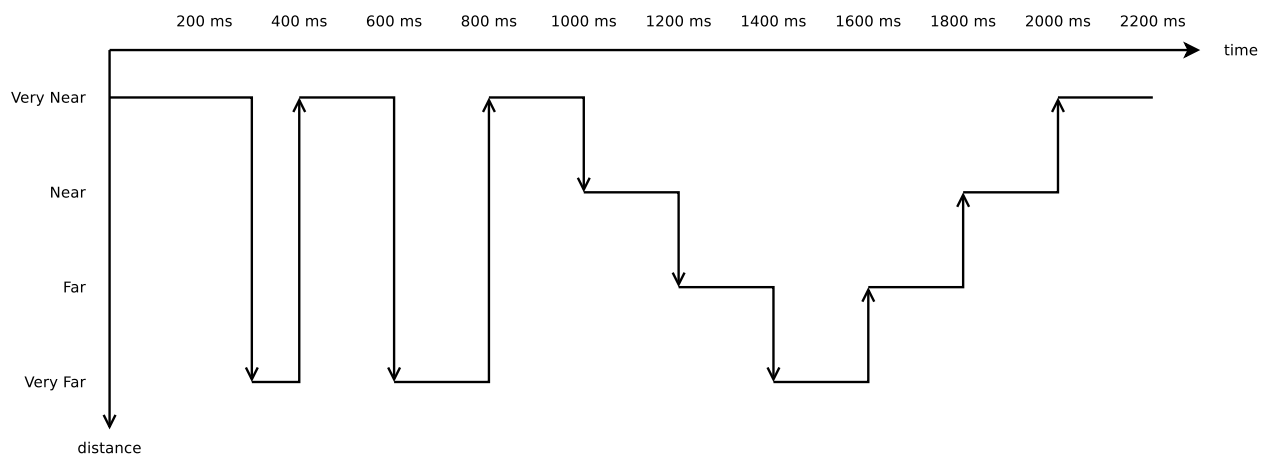 200 ms 400 ms 600 ms 800 ms 1000 ms 1200 ms 1400 ms 1600 ms 1800 ms 2000 ms 2200 ms
time
Very Near
Near
Far
Very Far
distance